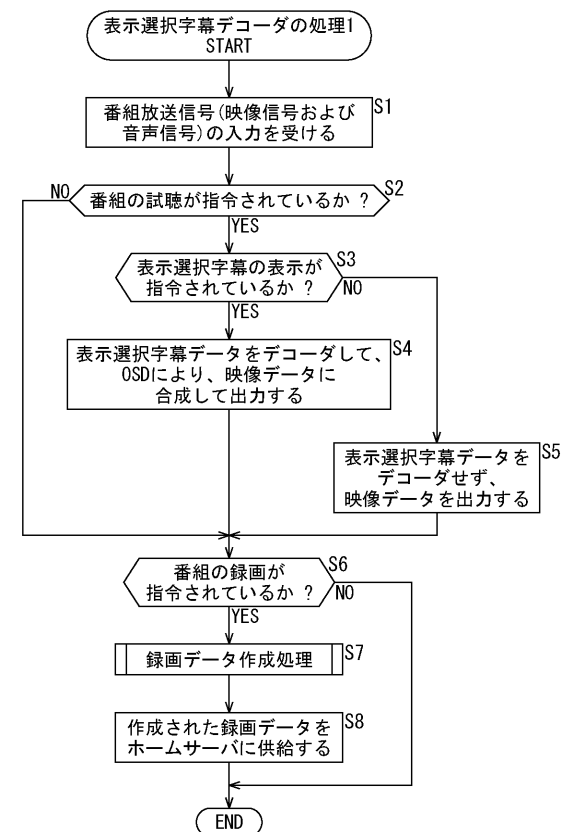 表示選択字幕デコーダの処理1
START
番組放送信号(映像信号および
音声信号)の入力を受ける
S1
番組の試聴が指令されているか ?
S2
NO
YES
表示選択字幕の表示が
指令されているか ?
S3
NO
YES
表示選択字幕データをデコーダして、
OSDにより、映像データに
合成して出力する
S4
表示選択字幕データを
デコーダせず、
映像データを出力する
S5
番組の録画が
指令されているか ?
S6
NO
YES
録画データ作成処理
S7
作成された録画データを
ホームサーバに供給する
S8
END